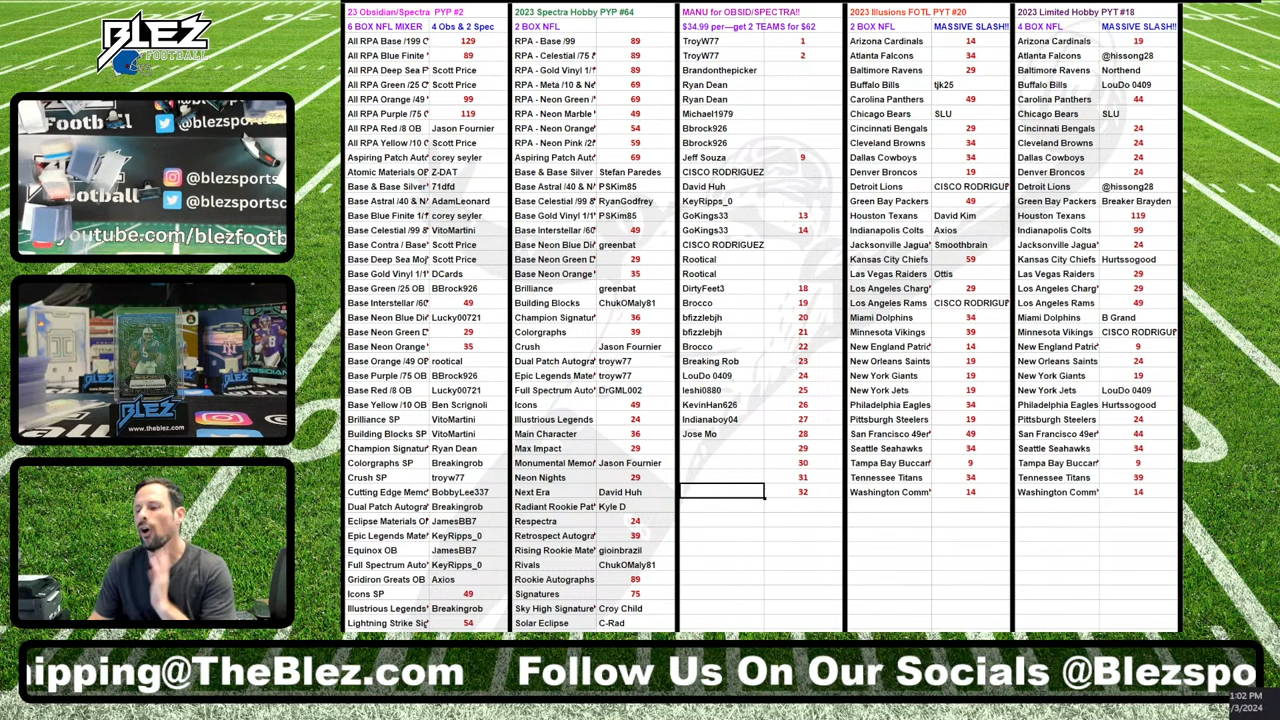 BLEZ
FOOTBALL
Football
@blezsports
@blezsports
otball
@blezsports
youtube.com/blezfootb
BLEZ
www.theblez.com
23 Obsidian/Spectra PYP #2
6 BOX NFL MIXER 4 Obs & 2 Spec
All RPA Base /199 129
All RPA Blue Finite 89
All RPA Deep Sea Scott Price
All RPA Green /25 Scott Price
All RPA Orange /49 99
All RPA Purple /75 119
All RPA Red /8 OB Jason Fournier
All RPA Yellow /10 Scott Price
Aspiring Patch Aut corey seyler
Atomic Materials OB Z-DAT
Base & Base Silver 71dfd
Base Astral /40 & N AdamLeonard
Base Blue Finite 1/ corey seyler
Base Celestial /99 & VitoMartini
Base Contra / Base Scott Price
Base Deep Sea Moj Scott Price
Base Gold Vinyl 1/1 DCards
Base Green /25 OB BBrock926
Base Interstellar /60 49
Base Neon Blue Di Lucky00721
Base Neon Green 29
Base Neon Orange 35
Base Orange /49 OB rootical
Base Purple /75 OB BBrock926
Base Red /8 OB Lucky00721
Base Yellow /10 OB Ben Scrignoli
Brilliance SP VitoMartini
Building Blocks SP VitoMartini
Champion Signatur Ryan Dean
Colorgraphs SP Breakingrob
Crush SP troyw77
Cutting Edge Memo BobbyLee337
Dual Patch Autogra Breakingrob
Eclipse Materials O JamesBB7
Epic Legends Mate KeyRipps_0
Equinox OB JamesBB7
Full Spectrum Auto KeyRipps_0
Gridiron Greats OB Axios
Icons SP 49
Illustrious Legends Breakingrob
Lightning Strike Sig 54
2023 Spectra Hobby PYP #64
2 BOX NFL
RPA - Base /99 89
RPA - Celestial /75 89
RPA - Gold Vinyl 1/ 89
RPA - Meta /10 & Ne 69
RPA - Neon Green / 69
RPA - Neon Marble 49
RPA - Neon Orange 54
RPA - Neon Pink /2 59
Aspiring Patch Aut 69
Base & Base Silver Stefan Paredes
Base Astral /40 & N PSKim85
Base Celestial /99 & RyanGodfrey
Base Gold Vinyl 1/1 PSKim85
Base Interstellar /60 49
Base Neon Blue Di greenbat
Base Neon Green 29
Base Neon Orange 35
Brilliance greenbat
Building Blocks ChukOMaly81
Champion Signatur 36
Colorgraphs 39
Crush Jason Fournier
Dual Patch Autogra troyw77
Epic Legends Mate troyw77
Full Spectrum Auto DrGML002
Icons 49
Illustrious Legends 24
Main Character 36
Max Impact 29
Monumental Memo Jason Fournier
Neon Nights 29
Next Era David Huh
Radiant Rookie Pat Kyle D
Respectra 24
Retrospect Autogra 39
Rising Rookie Mate gioinbrazil
Rivals ChukOMaly81
Rookie Autographs 89
Signatures 75
Sky High Signature Croy Child
Solar Eclipse C-Rad
MANU for OBSID/SPECTRA!!
$34.99 per—get 2 TEAMS for $62
TroyW77 1
TroyW77 2
Brandonthepicker
Ryan Dean
Ryan Dean
Michael1979
Bbrock926
Bbrock926
Jeff Souza 9
CISCO RODRIGUEZ
David Huh
KeyRipps_0
GoKings33 13
GoKings33 14
CISCO RODRIGUEZ
Rootical
Rootical
DirtyFeet3 18
Brocco 19
bfizzlebjh 20
bfizzlebjh 21
Brocco 22
Breaking Rob 23
LouDo 0409 24
leshi0880 25
KevinHan626 26
Indianaboy04 27
Jose Mo 28
29
30
31
32
2023 Illusions FOTL PYT #20
2 BOX NFL MASSIVE SLASH!!
Arizona Cardinals 14
Atlanta Falcons 34
Baltimore Ravens 29
Buffalo Bills tjk25
Carolina Panthers 49
Chicago Bears SLU
Cincinnati Bengals 29
Cleveland Browns 34
Dallas Cowboys 34
Denver Broncos 19
Detroit Lions CISCO RODRIGU
Green Bay Packers 49
Houston Texans David Kim
Indianapolis Colts Axios
Jacksonville Jagua Smoothbrain
Kansas City Chiefs 59
Las Vegas Raiders Ottis
Los Angeles Charg 29
Los Angeles Rams CISCO RODRIGU
Miami Dolphins 34
Minnesota Vikings 39
New England Patric 14
New Orleans Saints 19
New York Giants 19
New York Jets 19
Philadelphia Eagles 34
Pittsburgh Steelers 19
San Francisco 49er 49
Seattle Seahawks 34
Tampa Bay Buccan 9
Tennessee Titans 34
Washington Comm 14
2023 Limited Hobby PYT #18
4 BOX NFL MASSIVE SLASH!!
Arizona Cardinals 19
Atlanta Falcons @hissong28
Baltimore Ravens Northend
Buffalo Bills LouDo 0409
Carolina Panthers 44
Chicago Bears SLU
Cincinnati Bengals 24
Cleveland Browns 24
Dallas Cowboys 24
Denver Broncos 24
Detroit Lions @hissong28
Green Bay Packers Breaker Brayden
Houston Texans 119
Indianapolis Colts 99
Jacksonville Jagua 24
Kansas City Chiefs Hurtssogood
Las Vegas Raiders 29
Los Angeles Charg 29
Los Angeles Rams 49
Miami Dolphins B Grand
Minnesota Vikings CISCO RODRIGU
New England Patric 9
New Orleans Saints 24
New York Giants 19
New York Jets LouDo 0409
Philadelphia Eagles Hurtssogood
Pittsburgh Steelers 24
San Francisco 49er 44
Seattle Seahawks 24
Tampa Bay Buccan 9
Tennessee Titans 39
Washington Comm 14
ipping@TheBlez.com Follow Us On Our Socials @Blezspo
1:02 PM
/3/2024